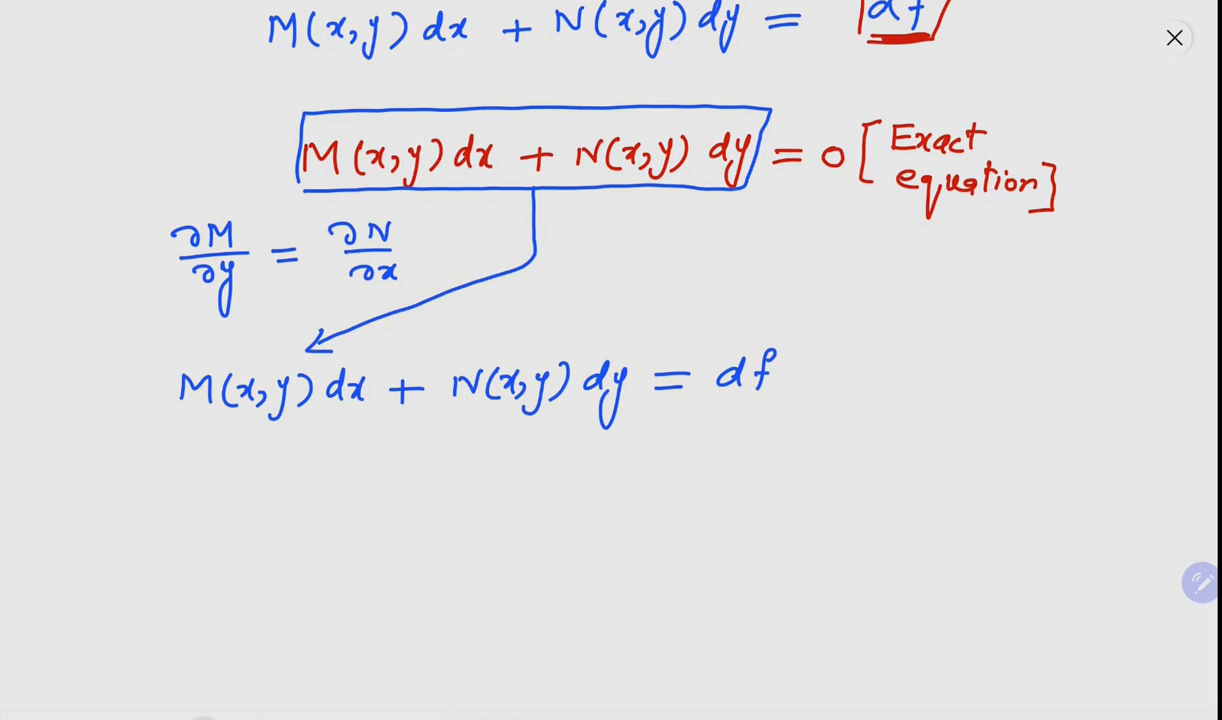 M(x,y) dx + N(x,y) dy = df
M(x,y) dx + N(x,y) dy = 0 [Exact
equation]
∂M/∂y = ∂N/∂x
M(x,y) dx + N(x,y) dy = df